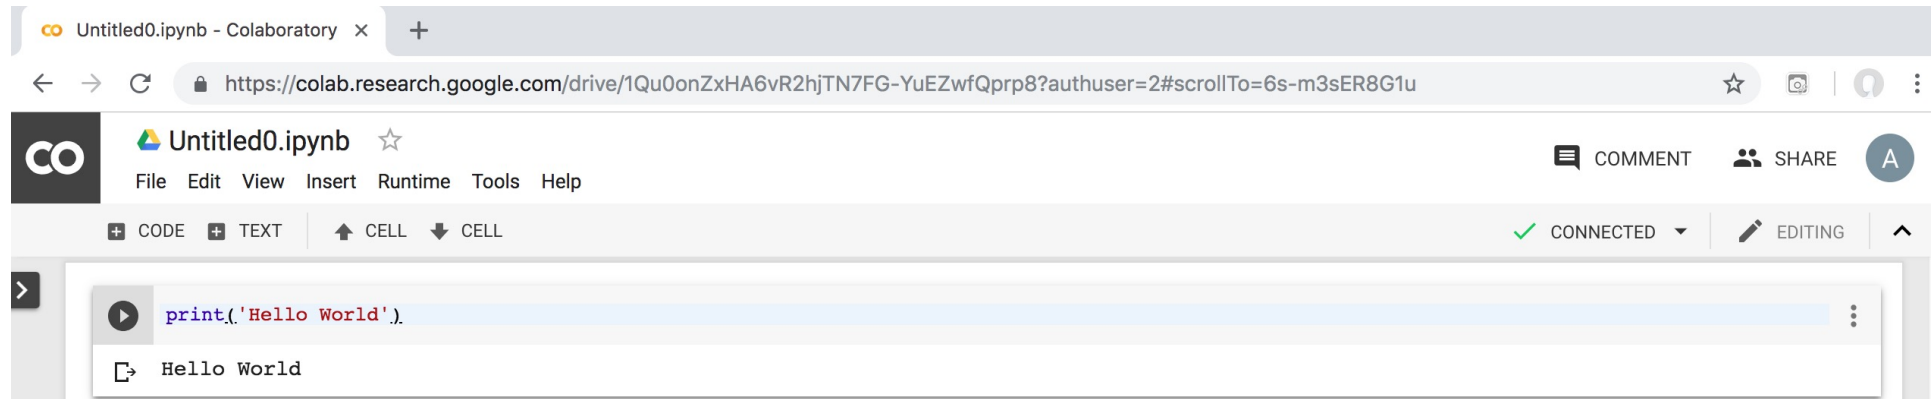 CO Untitled0.ipynb - Colaboratory × +
https://colab.research.google.com/drive/1Qu0onZxHA6vR2hjTN7FG-YuEZwfQprp8?authuser=2#scrollTo=6s-m3sER8G1u
CO Untitled0.ipynb
COMMENT SHARE A
File Edit View Insert Runtime Tools Help
CODE TEXT CELL CELL CONNECTED EDITING
print('Hello World')
Hello World